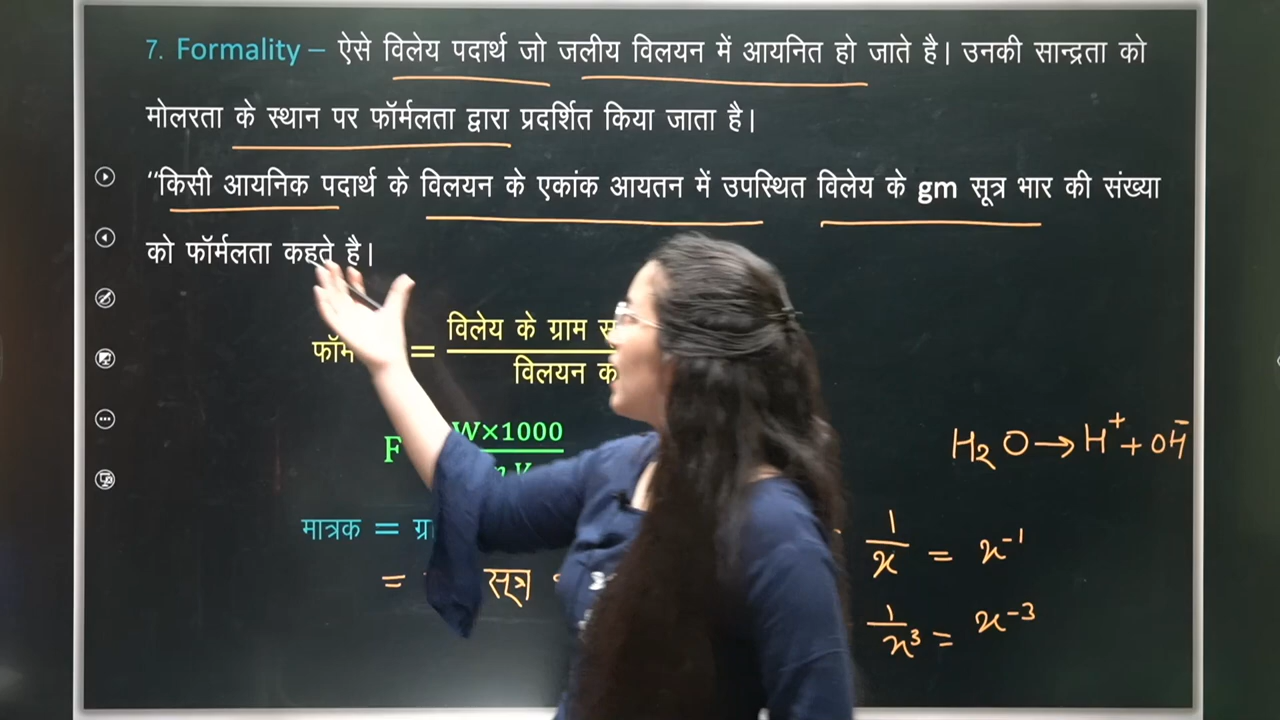 7. Formality – ऐसे विलेय पदार्थ जो जलीय विलयन में आयनित हो जाते है। उनकी सान्द्रता को
मोलरता के स्थान पर फॉर्मलता द्वारा प्रदर्शित किया जाता है।
“किसी आयनिक पदार्थ के विलयन के एकांक आयतन में उपस्थित विलेय के gm सूत्र भार की संख्या
को फॉर्मलता कहते है।
= विलेय के ग्राम
विलयन
F W×1000
H₂O → H⁺ + OH⁻
मात्रक =
1/x = x⁻¹
= सूत्र
1/x³ = x⁻³